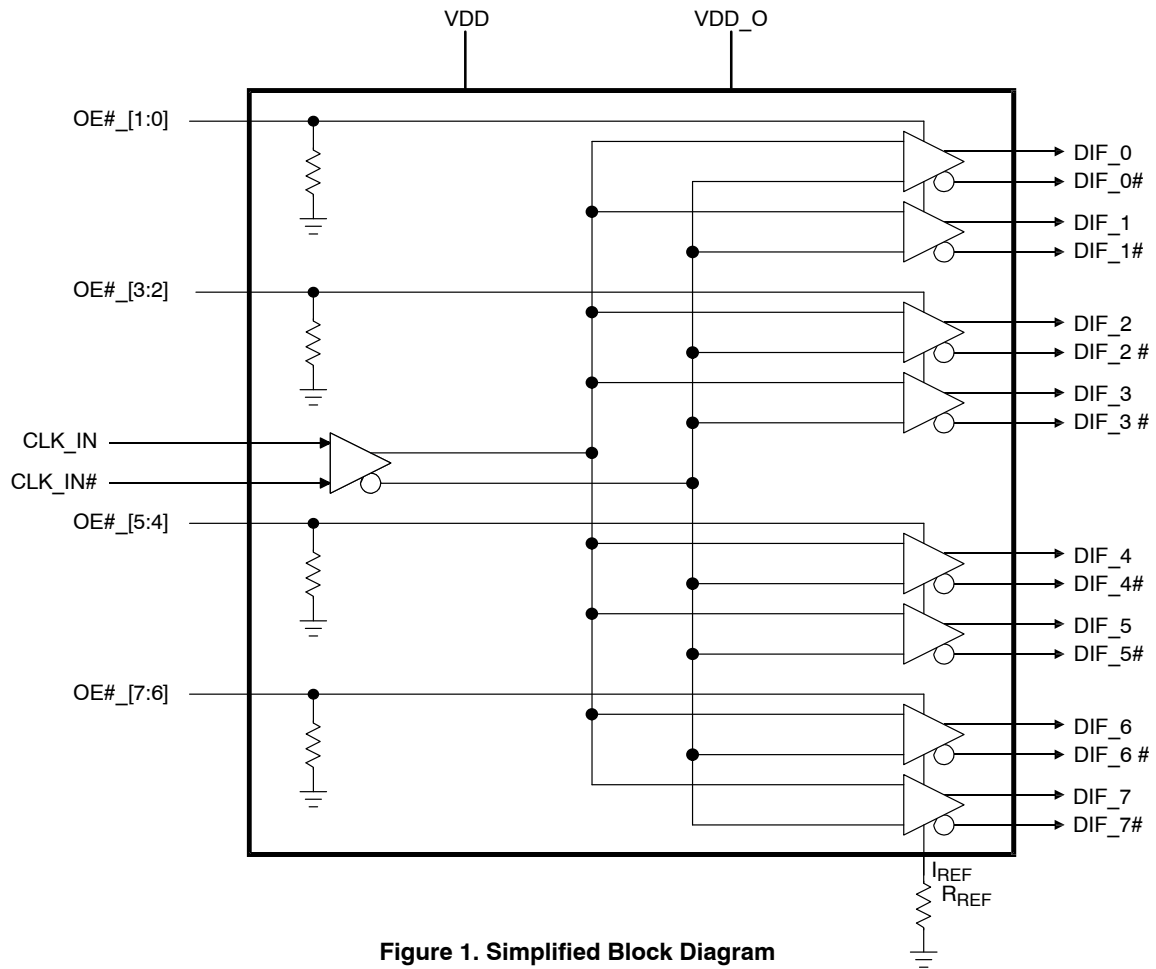 VDD
VDD_O
OE#_[1:0]
DIF_0
DIF_0#
DIF_1
DIF_1#
OE#_[3:2]
DIF_2
DIF_2 #
DIF_3
DIF_3 #
CLK_IN
CLK_IN#
OE#_[5:4]
DIF_4
DIF_4#
DIF_5
DIF_5#
OE#_[7:6]
DIF_6
DIF_6 #
DIF_7
DIF_7#
IREF
RREF
Figure 1. Simplified Block Diagram